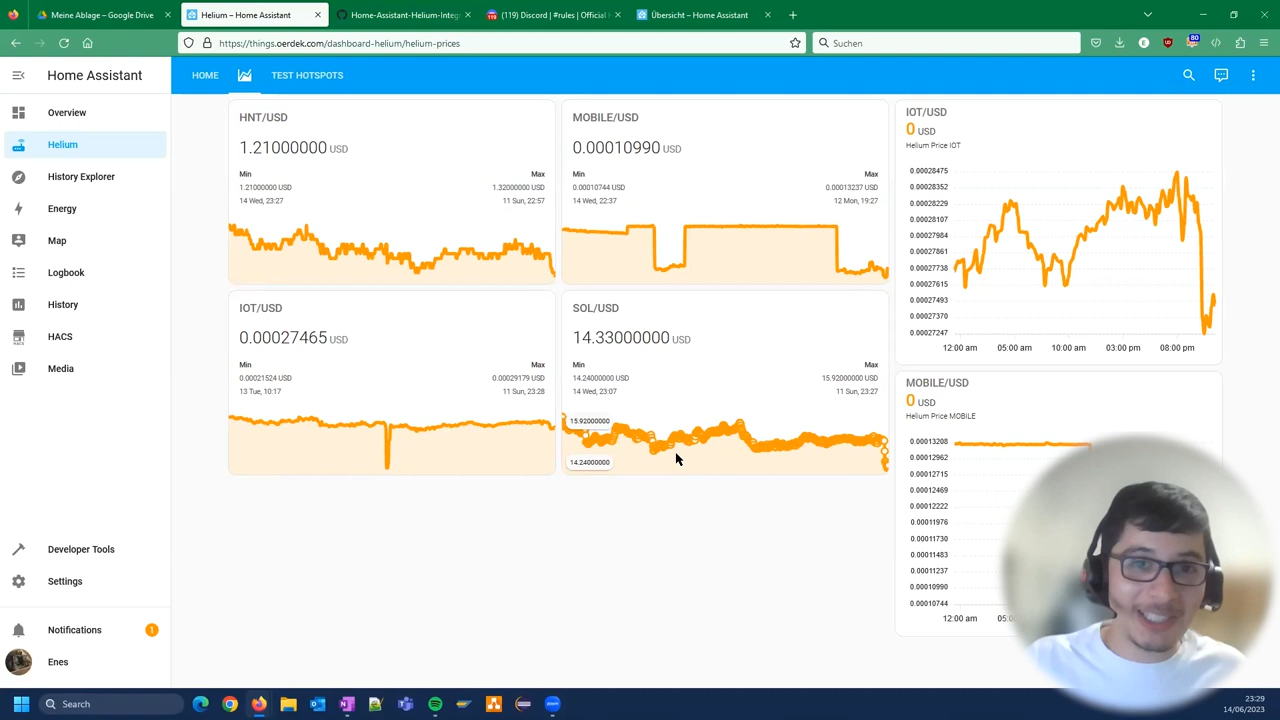 Meine Ablage – Google Drive
Helium – Home Assistant
Home-Assistant-Helium-Integ
(119) Discord | #rules | Official
Übersicht – Home Assistant
https://things.oerdek.com/dashboard-helium/helium-prices
Suchen
80
Home Assistant
HOME
TEST HOTSPOTS
Overview
Helium
History Explorer
Energy
Map
Logbook
History
HACS
Media
Developer Tools
Settings
Notifications
1
Enes
HNT/USD
1.21000000 USD
Min
Max
1.21000000 USD
1.32000000 USD
14 Wed, 23:27
11 Sun, 22:57
MOBILE/USD
0.00010990 USD
Min
Max
0.00010744 USD
0.00013237 USD
14 Wed, 22:37
12 Mon, 19:27
IOT/USD
0.00027465 USD
Min
Max
0.00021524 USD
0.00029179 USD
13 Tue, 10:17
11 Sun, 23:28
SOL/USD
14.33000000 USD
Min
Max
14.24000000 USD
15.92000000 USD
14 Wed, 23:07
11 Sun, 23:27
15.92000000
14.24000000
IOT/USD
0 USD
Helium Price IOT
0.00028475
0.00028352
0.00028229
0.00028107
0.00027984
0.00027861
0.00027738
0.00027615
0.00027493
0.00027370
0.00027247
12:00 am
05:00 am
10:00 am
03:00 pm
08:00 pm
MOBILE/USD
0 USD
Helium Price MOBILE
0.00013208
0.00012962
0.00012715
0.00012469
0.00012222
0.00011976
0.00011730
0.00011483
0.00011237
0.00010990
0.00010744
12:00 am
05:0
Search
23:29
14/06/2023